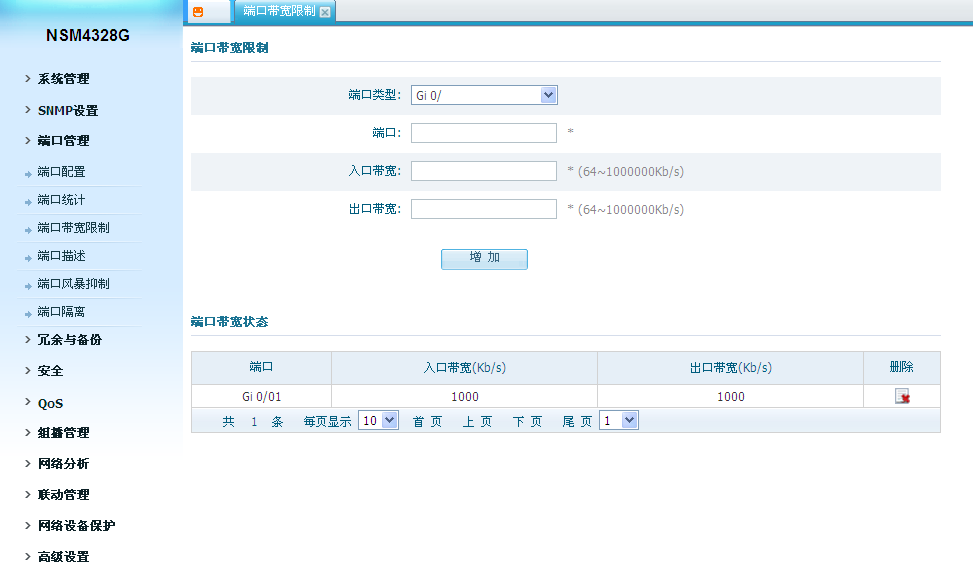 NSM4328G
系统管理
SNMP设置
端口管理
端口配置
端口统计
端口带宽限制
端口描述
端口风暴抑制
端口隔离
冗余与备份
安全
QoS
组播管理
网络分析
联动管理
网络设备保护
高级设置
端口带宽限制
端口带宽限制
端口类型: Gi 0/
端口: *
入口带宽: * (64~1000000Kb/s)
出口带宽: * (64~1000000Kb/s)
增 加
端口带宽状态
端口 入口带宽(Kb/s) 出口带宽(Kb/s) 删除
Gi 0/01 1000 1000
共 1 条 每页显示 10 首 页 上 页 下 页 尾 页 1